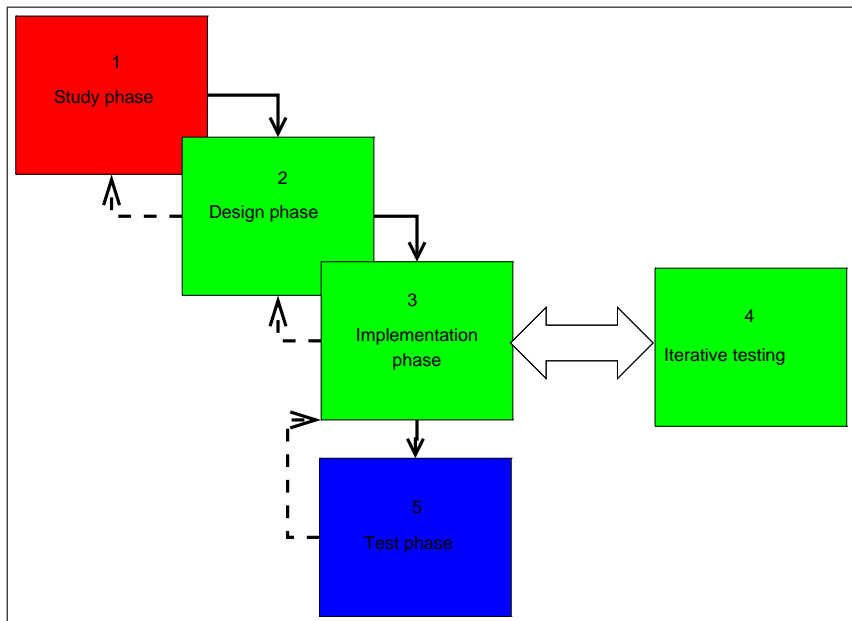 1
Study phase
2
Design phase
3
Implementation
phase
4
Iterative testing
5
Test phase